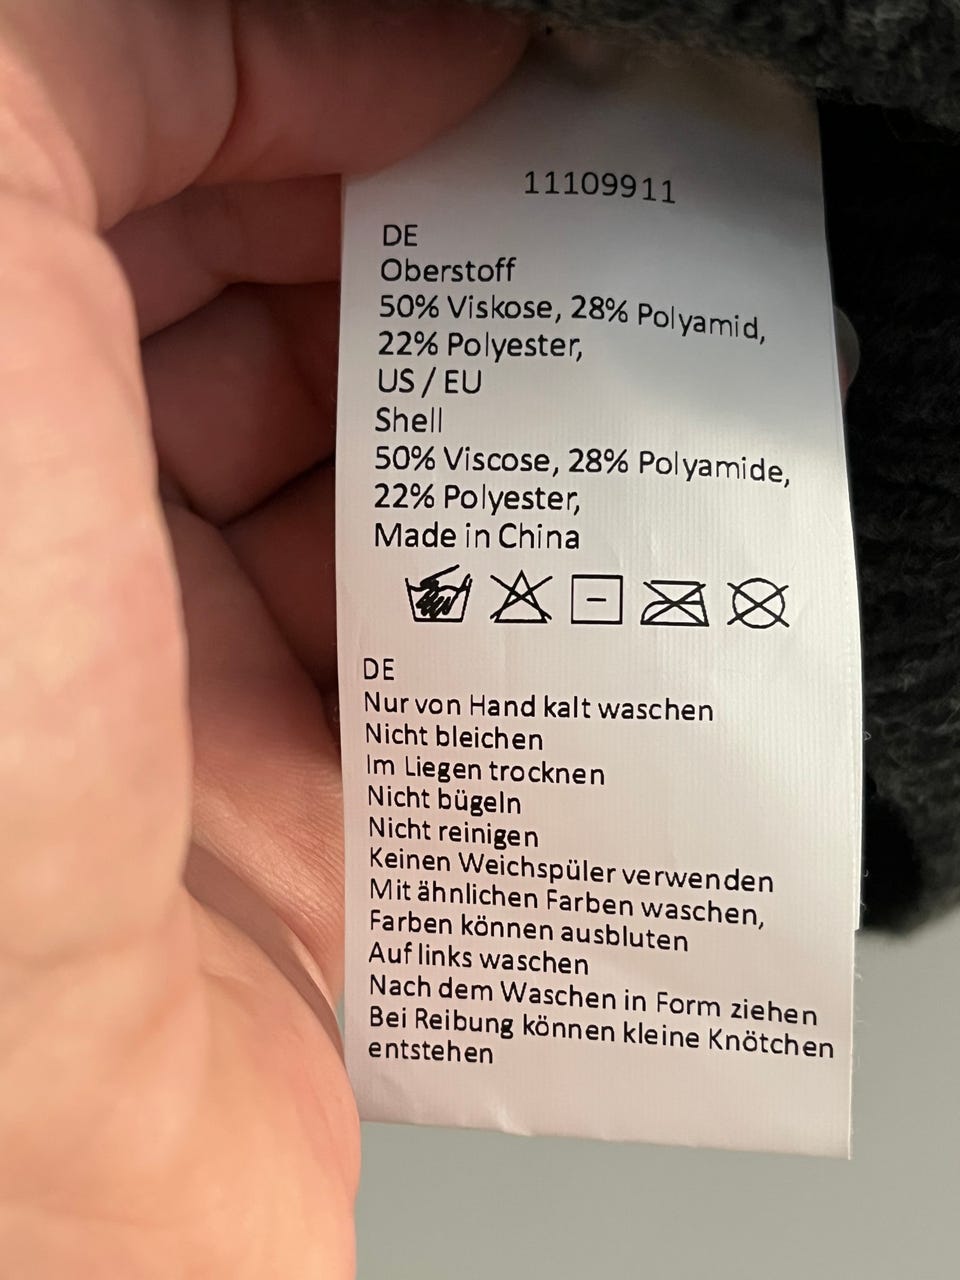 11109911
DE
Oberstoff
50% Viskose, 28% Polyamid,
22% Polyester,
US / EU
Shell
50% Viscose, 28% Polyamide,
22% Polyester,
Made in China
DE
Nur von Hand kalt waschen
Nicht bleichen
Im Liegen trocknen
Nicht bügeln
Nicht reinigen
Keinen Weichspüler verwenden
Mit ähnlichen Farben waschen,
Farben können ausbluten
Auf links waschen
Nach dem Waschen in Form ziehen
Bei Reibung können kleine Knötchen
entstehen